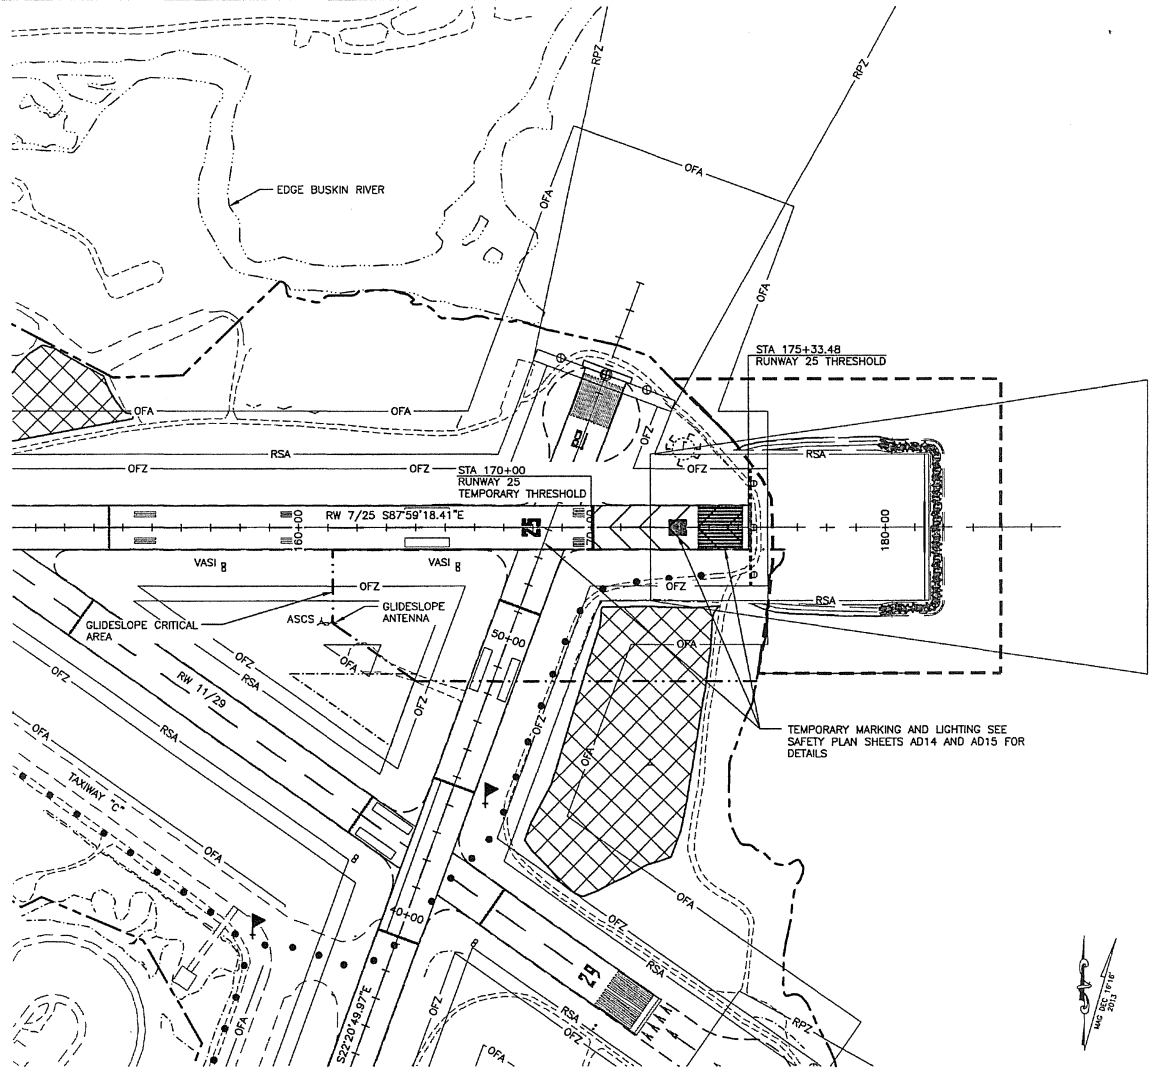 RPZ
RPZ
OFA
EDGE BUSKIN RIVER
OFA
OFA
STA 175+33.48
RUNWAY 25 THRESHOLD
OFA
OFA
OFZ
RSA
RSA
OFZ
OFZ
OFZ
STA 170+00
RUNWAY 25
TEMPORARY THRESHOLD
RW 7/25 S87°59'18.41"E
160+00
25
180+00
VASI
VASI
OFZ
OFZ
RSA
GLIDESLOPE CRITICAL
AREA
ASCS
GLIDESLOPE
ANTENNA
50+00
OFA
OFA
OFZ
RSA
OFZ
RW 11/29
OFZ
OFZ
OFA
RSA
OFA
TEMPORARY MARKING AND LIGHTING SEE
SAFETY PLAN SHEETS AD14 AND AD15 FOR
DETAILS
TAXIWAY "C"
OFA
OFA
40+00
OFZ
29
RSA
S22°20'49.97"E
OFZ
RSA
OFA
OFA
RPZ
MAG DEC 18'16'
2013